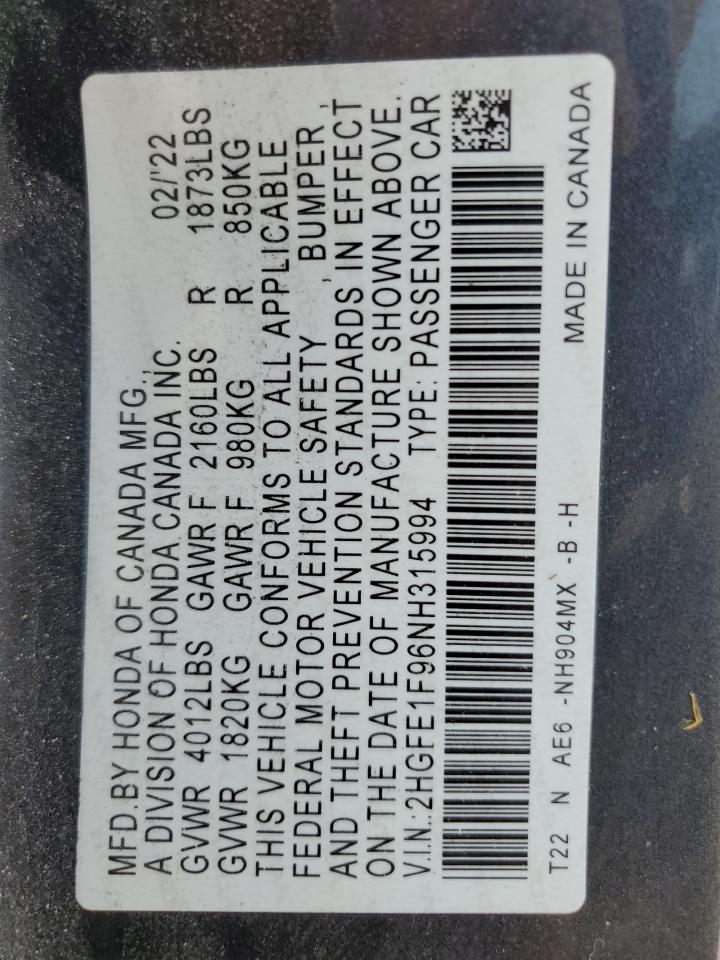 MFD.BY HONDA OF CANADA MFG.,
A DIVISION OF HONDA CANADA INC. 02/'22
GVWR 4012LBS GAWR F 2160LBS R 1873LBS
GVWR 1820KG GAWR F 980KG R 850KG
THIS VEHICLE CONFORMS TO ALL APPLICABLE
FEDERAL MOTOR VEHICLE SAFETY , BUMPER ,
AND THEFT PREVENTION STANDARDS IN EFFECT
ON THE DATE OF MANUFACTURE SHOWN ABOVE.
V.I.N.:2HGFE1F96NH315994 TYPE: PASSENGER CAR
T22 N AE6 -NH904MX -B -H MADE IN CANADA